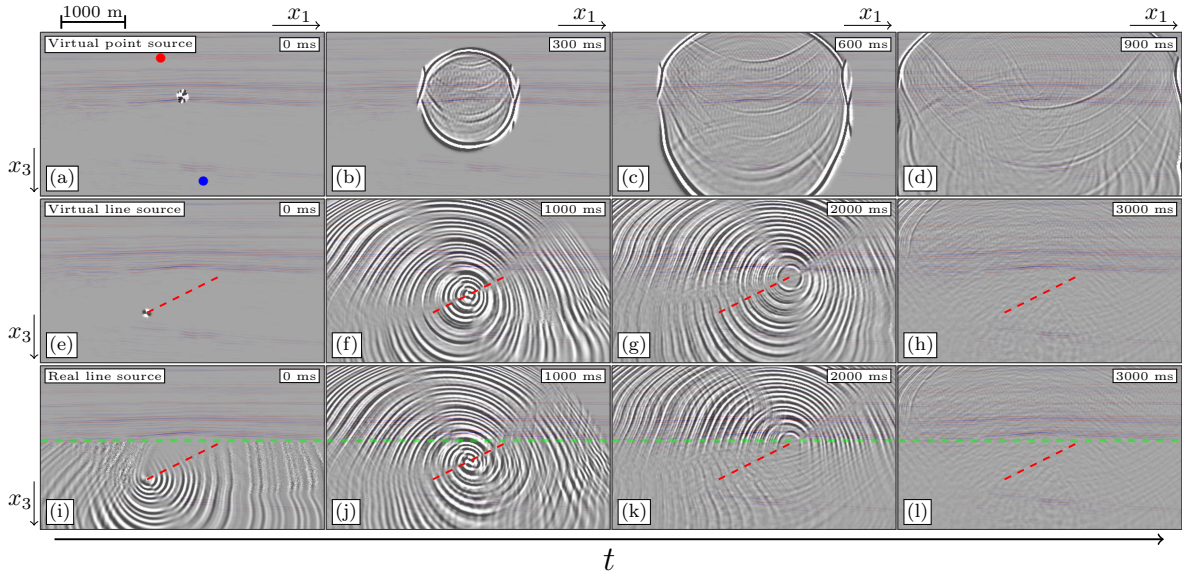 1000 m
x1
x1
x1
Virtual point source
0 ms
300 ms
600 ms
900 ms
x3
(a)
(b)
(c)
(d)
Virtual line source
0 ms
1000 ms
2000 ms
3000 ms
x3
(e)
(f)
(g)
(h)
Real line source
0 ms
1000 ms
2000 ms
3000 ms
x3
(i)
(j)
(k)
(l)
t